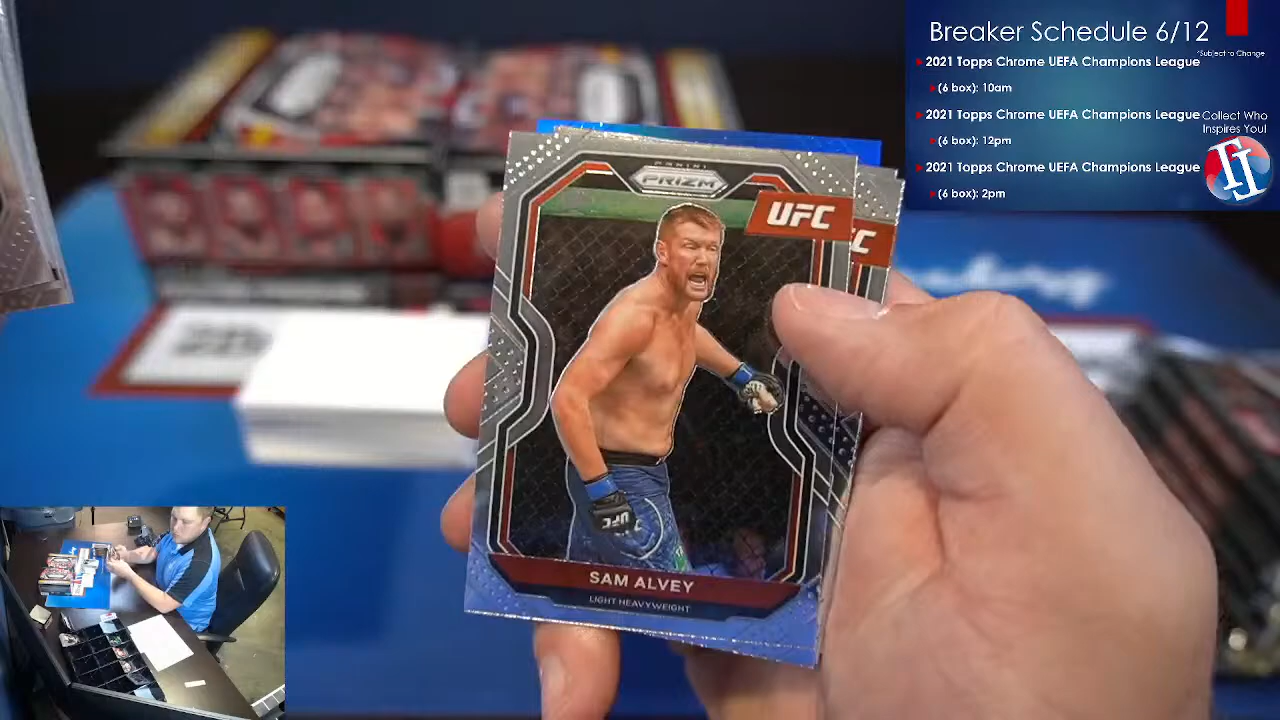 Breaker Schedule 6/12
*Subject to Change
2021 Topps Chrome UEFA Champions League
(6 box): 10am
2021 Topps Chrome UEFA Champions League
(6 box): 12pm
2021 Topps Chrome UEFA Champions League
(6 box): 2pm
Collect Who
Inspires You!
PANINI
PRIZM
UFC
UFC
SAM ALVEY
LIGHT HEAVYWEIGHT